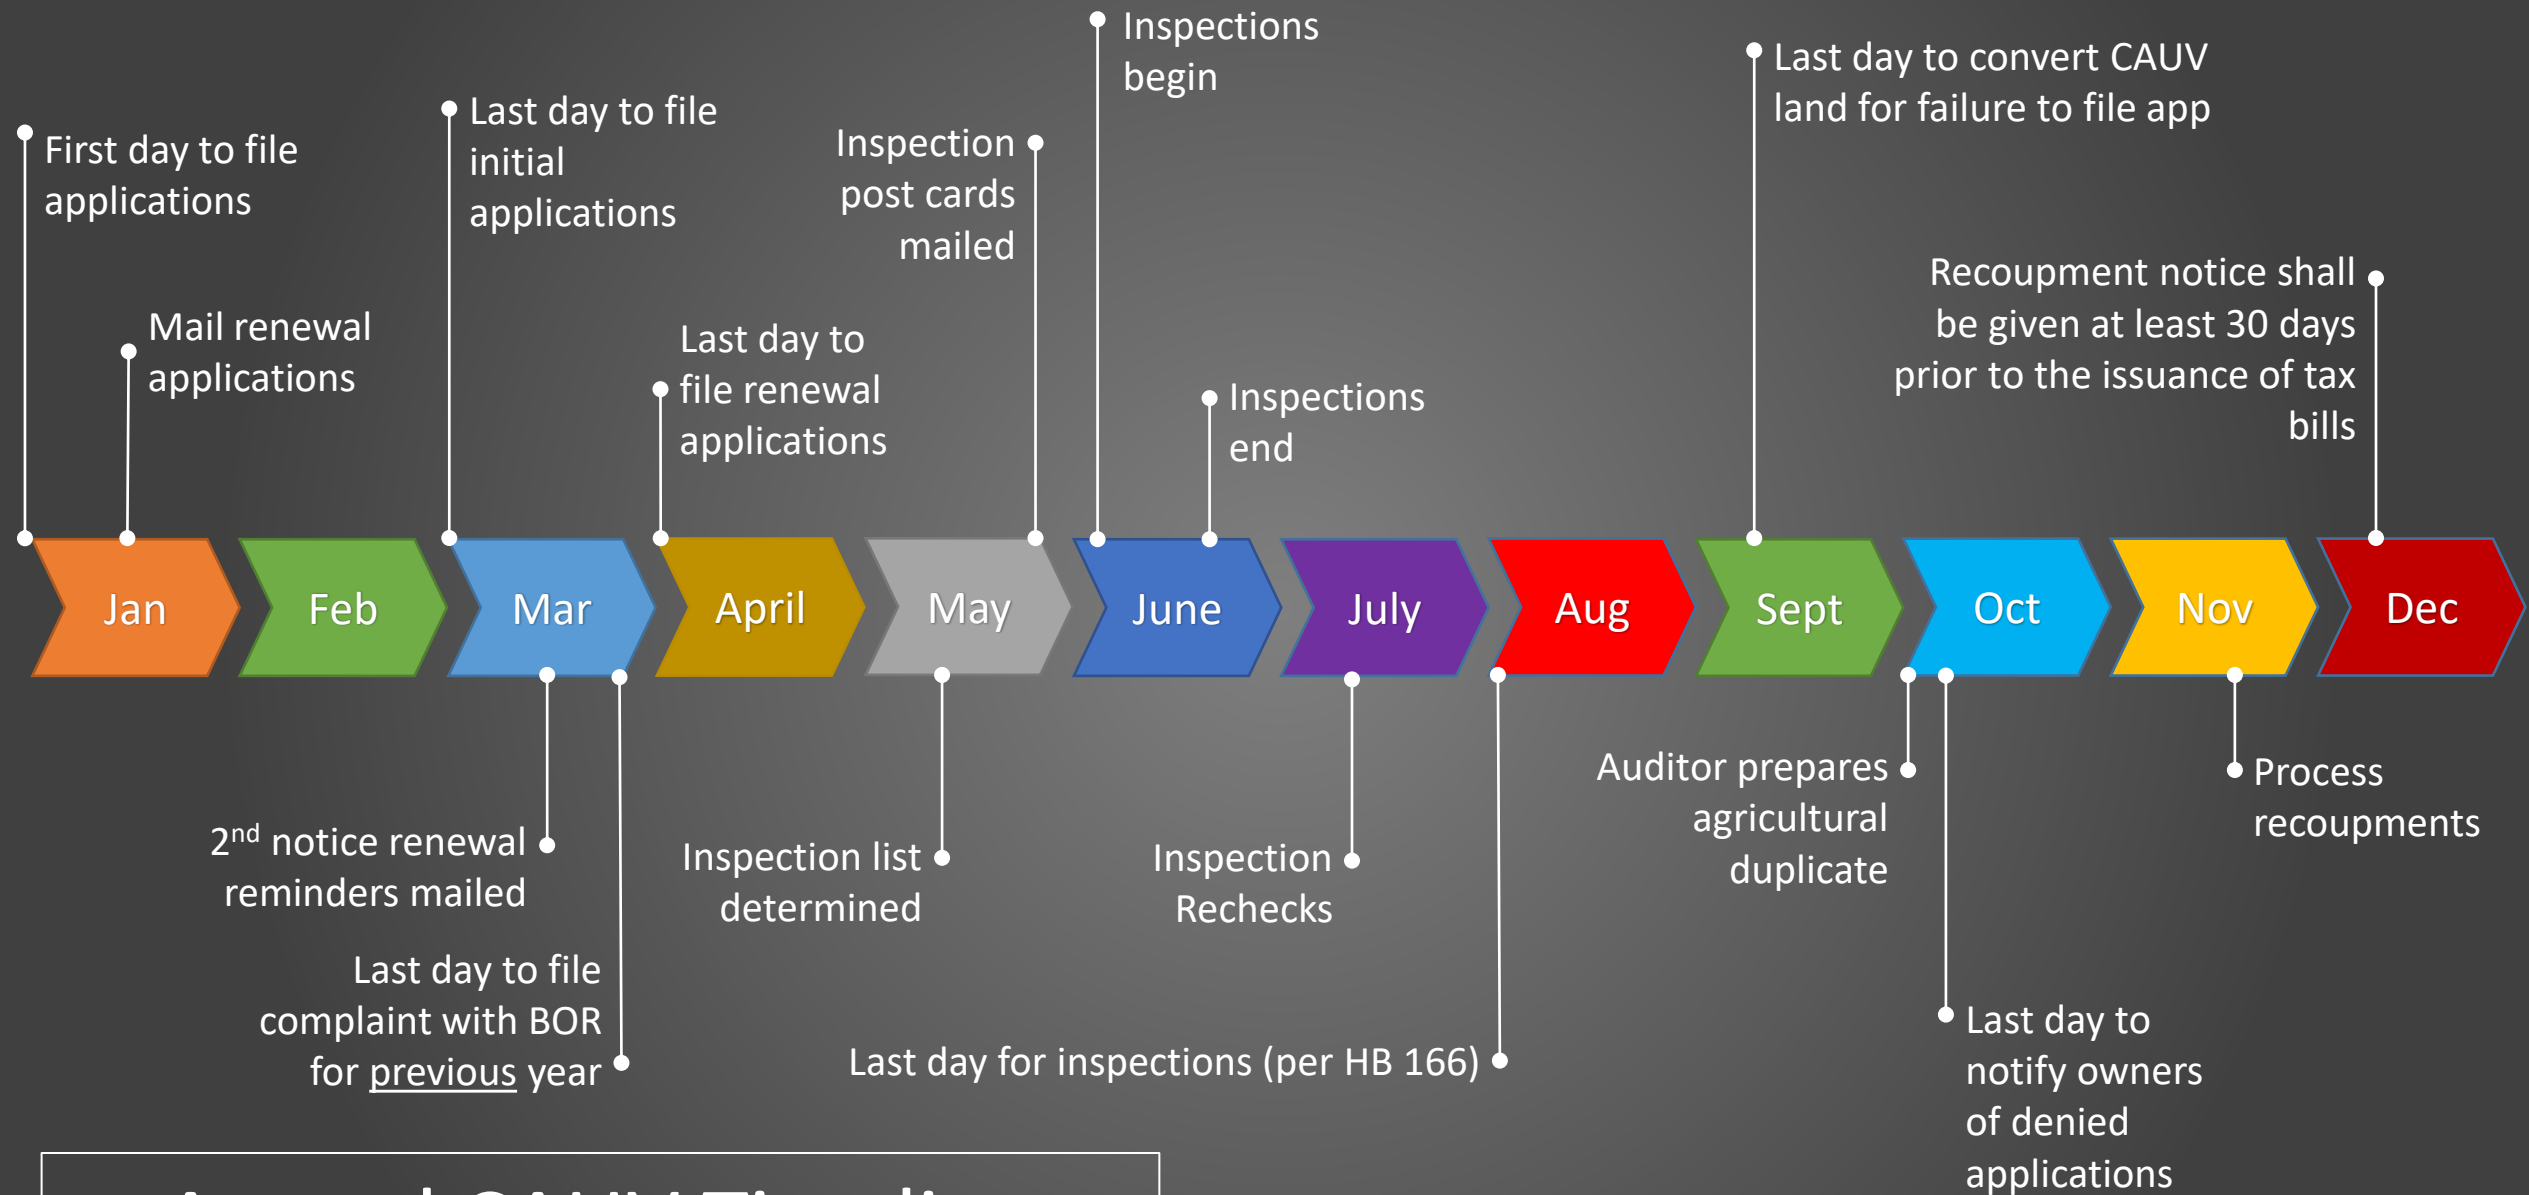 Inspections
begin
Last day to convert CAUV
land for failure to file app
Last day to file
initial
applications
First day to file
applications
Inspection
post cards
mailed
Recoupment notice shall
be given at least 30 days
prior to the issuance of tax
bills
Mail renewal
applications
Last day to
file renewal
applications
Inspections
end
Jan
Feb
Mar
April
May
June
July
Aug
Sept
Oct
Nov
Dec
Auditor prepares
agricultural
duplicate
Process
recoupments
2nd notice renewal
reminders mailed
Inspection list
determined
Inspection
Rechecks
Last day to file
complaint with BOR
for previous year
Last day for inspections (per HB 166)
Last day to
notify owners
of denied
applications
CAUV